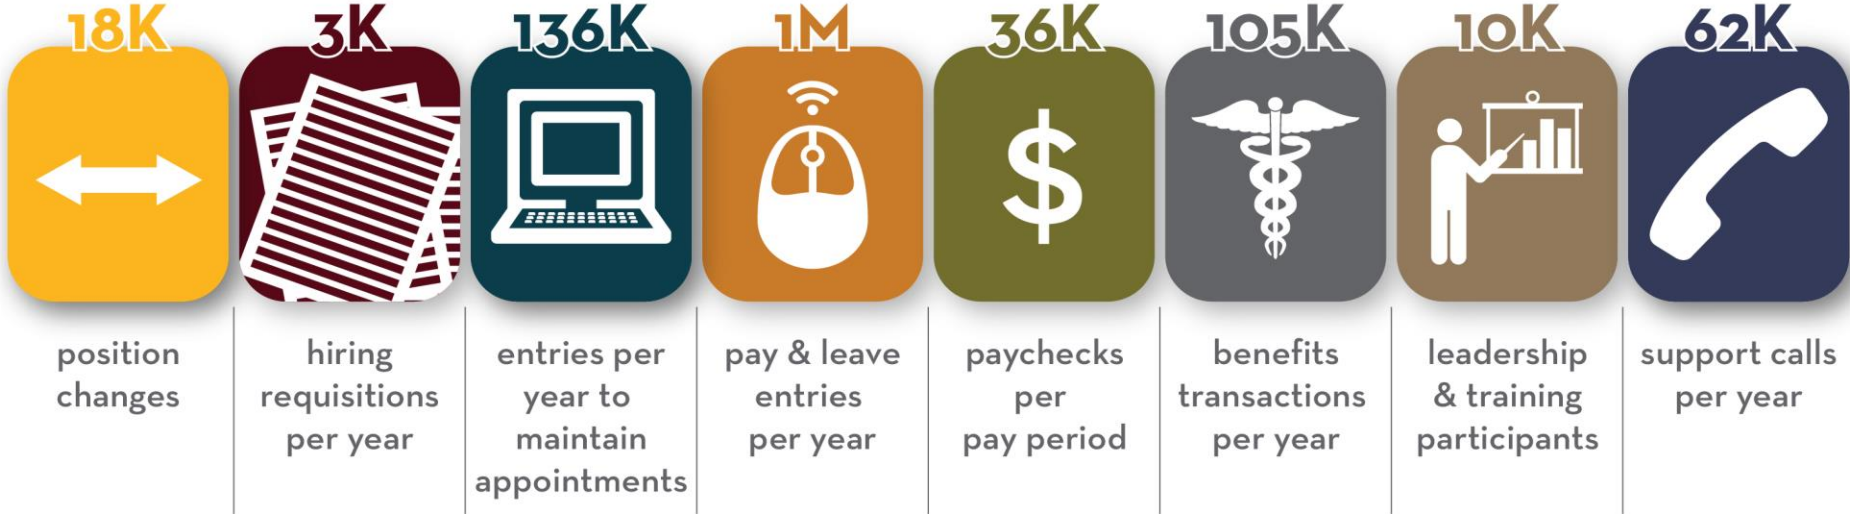 18K
position
changes
3K
hiring
requisitions
per year
136K
entries per
year to
maintain
appointments
1M
pay & leave
entries
per year
36K
$
paychecks
per
pay period
105K
benefits
transactions
per year
10K
leadership
& training
participants
62K
support calls
per year